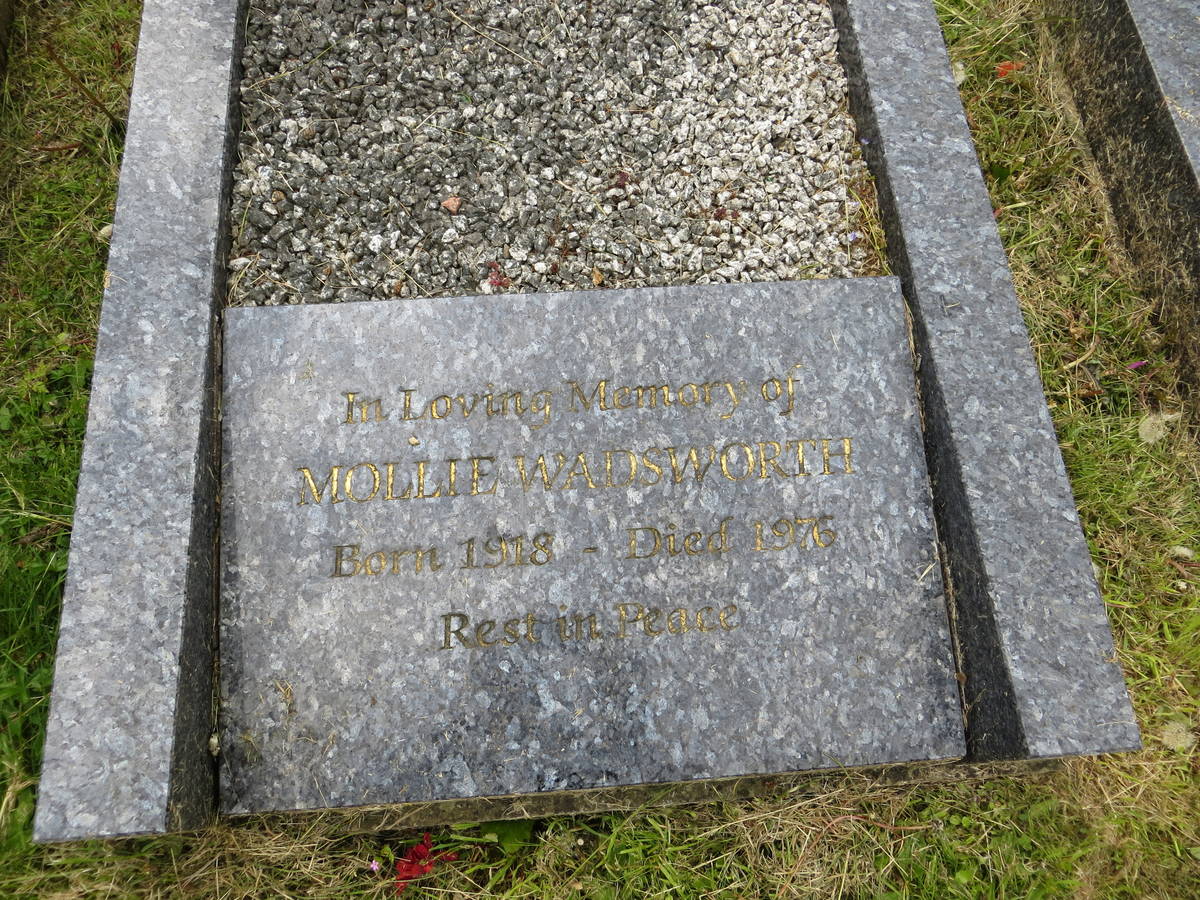 In Loving Memory of
MOLLIE WADSWORTH
Born 1918 - Died 1976
Rest in Peace